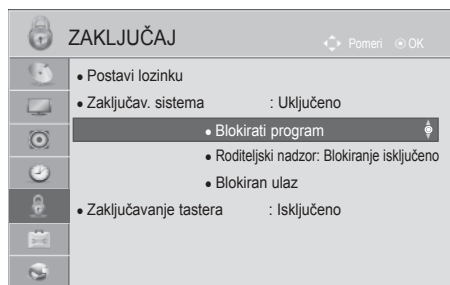 ZAKLJUČAJ
Pomeri OK
• Postavi lozinku
• Zaključav. sistema : Uključeno
• Blokirati program
• Roditeljski nadzor: Blokiranje isključeno
• Blokiran ulaz
• Zaključavanje tastera : Isključeno